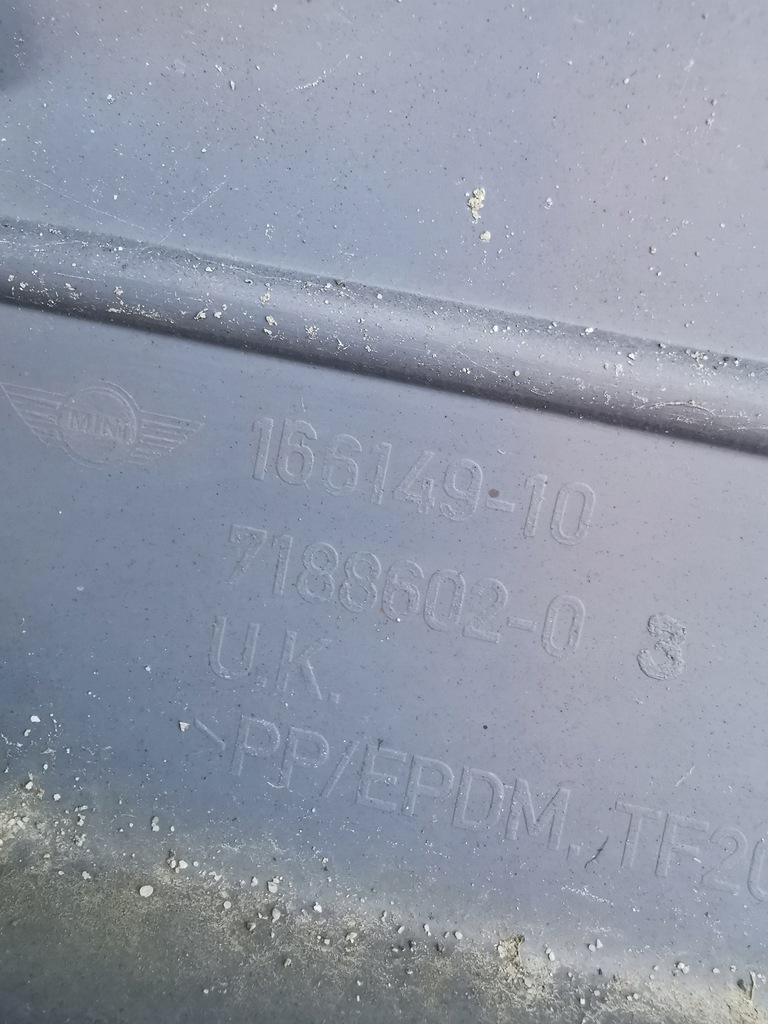 MINI
166149-10
7188602-0 3
U.K.
>PP/EPDM. TF20